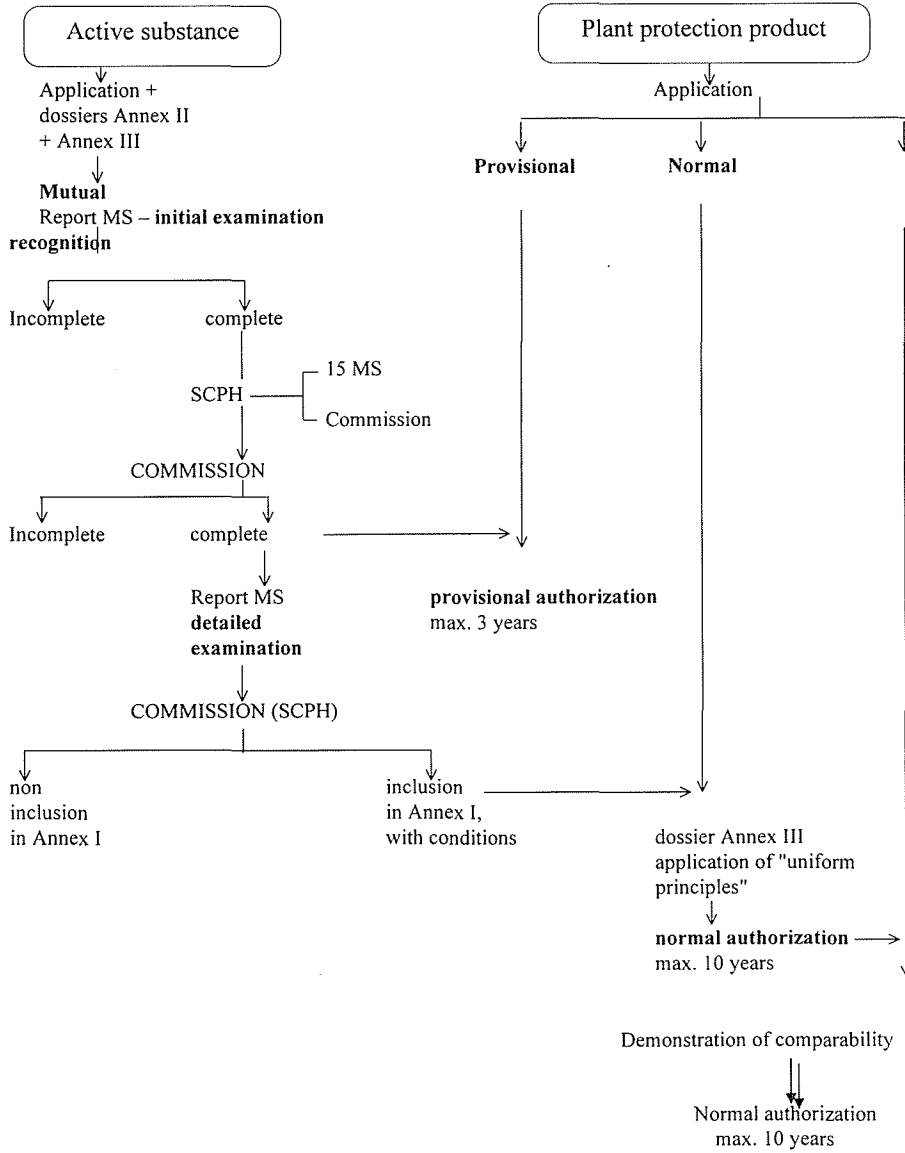 Active substance
Plant protection product
Application +
dossiers Annex II
+ Annex III
Application
Mutual
Report MS – initial examination
recognition
Provisional
Normal
Incomplete
complete
15 MS
SCPH
Commission
COMMISSION
Incomplete
complete
Report MS
detailed
examination
provisional authorization
max. 3 years
COMMISSION (SCPH)
non
inclusion
in Annex I
inclusion
in Annex I,
with conditions
dossier Annex III
application of "uniform
principles"
normal authorization
max. 10 years
Demonstration of comparability
Normal authorization
max. 10 years